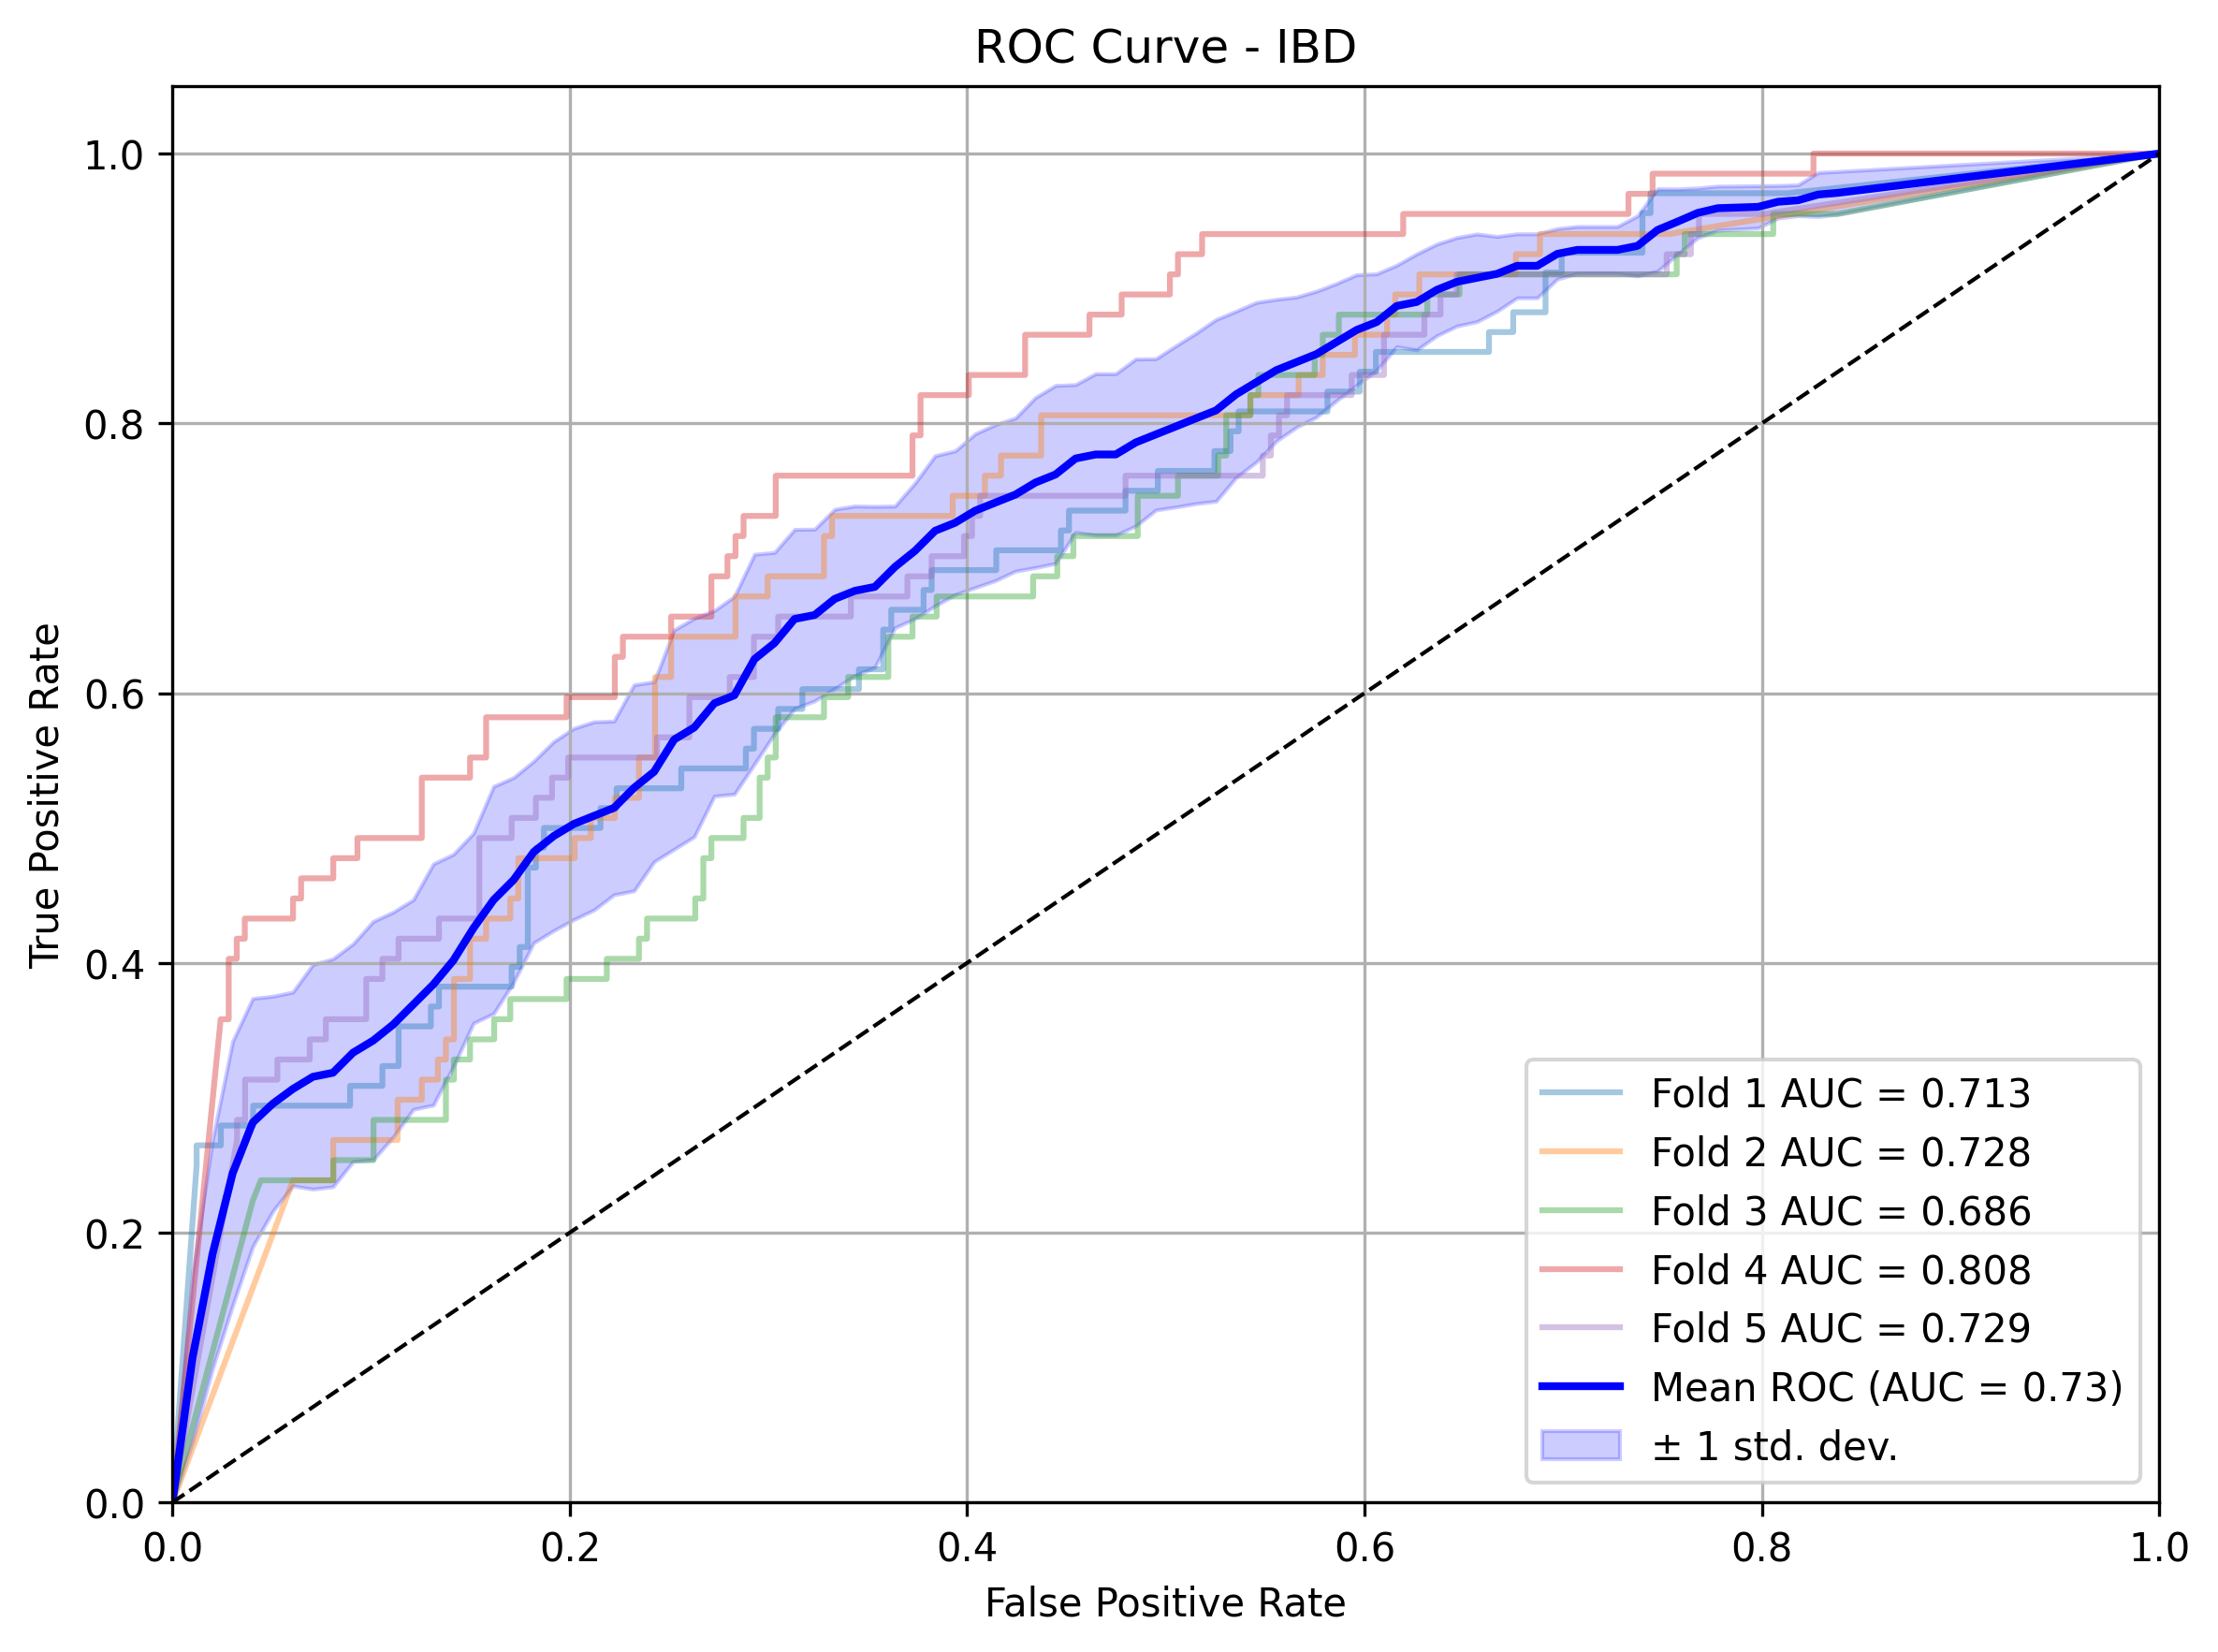 ROC Curve - IBD
True Positive Rate
1.0
0.8
0.6
0.4
0.2
0.0
0.0 0.2 0.4 0.6 0.8 1.0
False Positive Rate
Fold 1 AUC = 0.713
Fold 2 AUC = 0.728
Fold 3 AUC = 0.686
Fold 4 AUC = 0.808
Fold 5 AUC = 0.729
Mean ROC (AUC = 0.73)
± 1 std. dev.